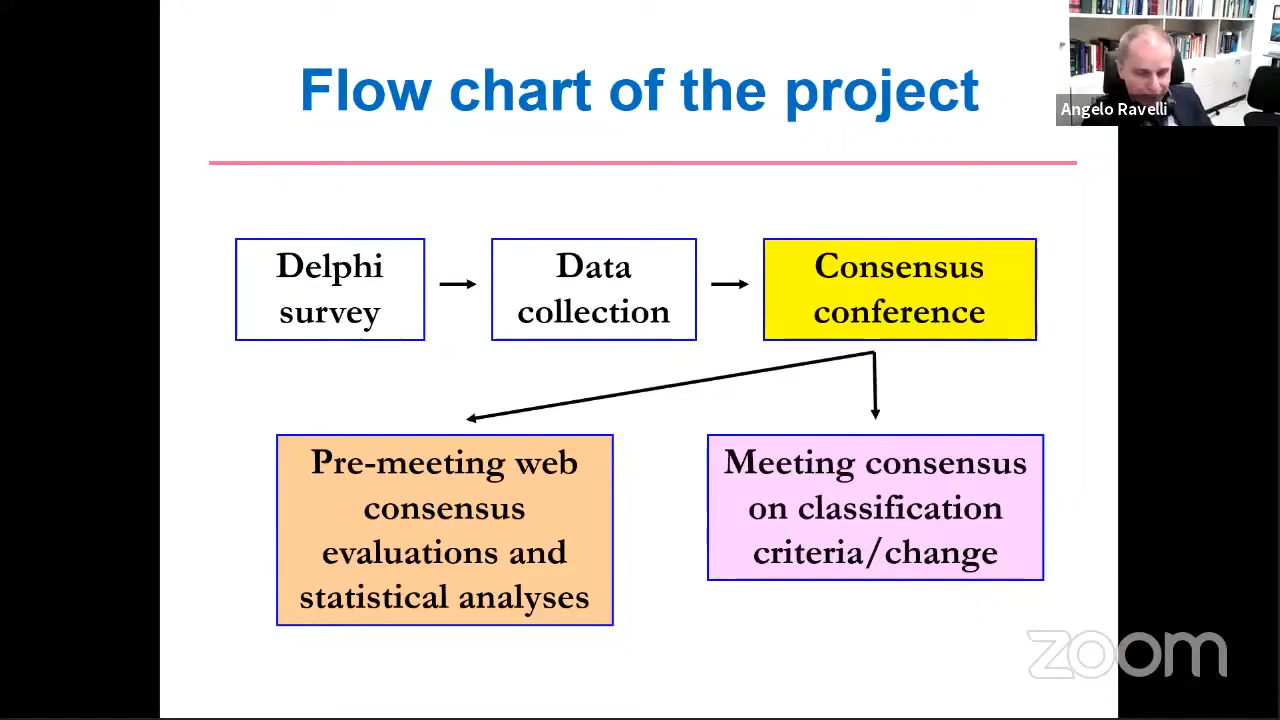 Flow chart of the project
Angelo Ravelli
Delphi
survey
Data
collection
Consensus
conference
Pre-meeting web
consensus
evaluations and
statistical analyses
Meeting consensus
on classification
criteria/change
zoom